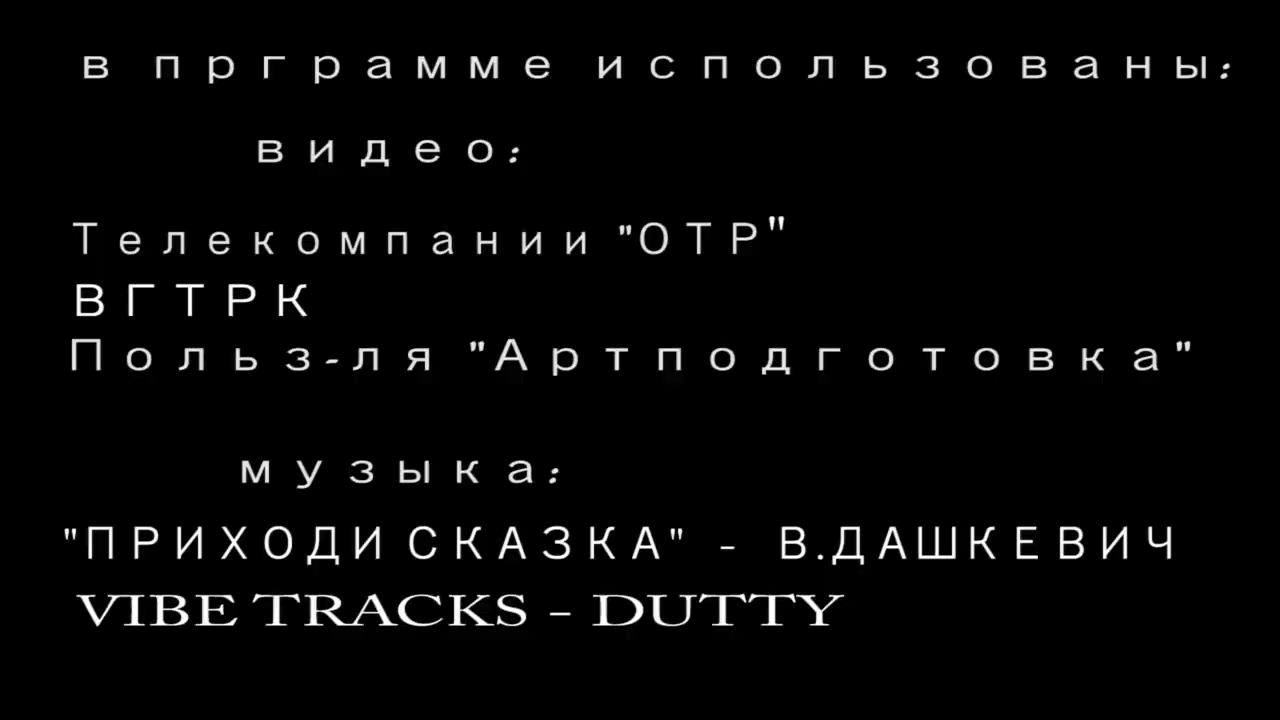 в прграмме использованы:
видео:
Телекомпании "ОТР"
ВГТРК
Польз-ля "Артподготовка"
музыка:
"ПРИХОДИ СКАЗКА" - В.ДАШКЕВИЧ
VIBE TRACKS – DUTTY